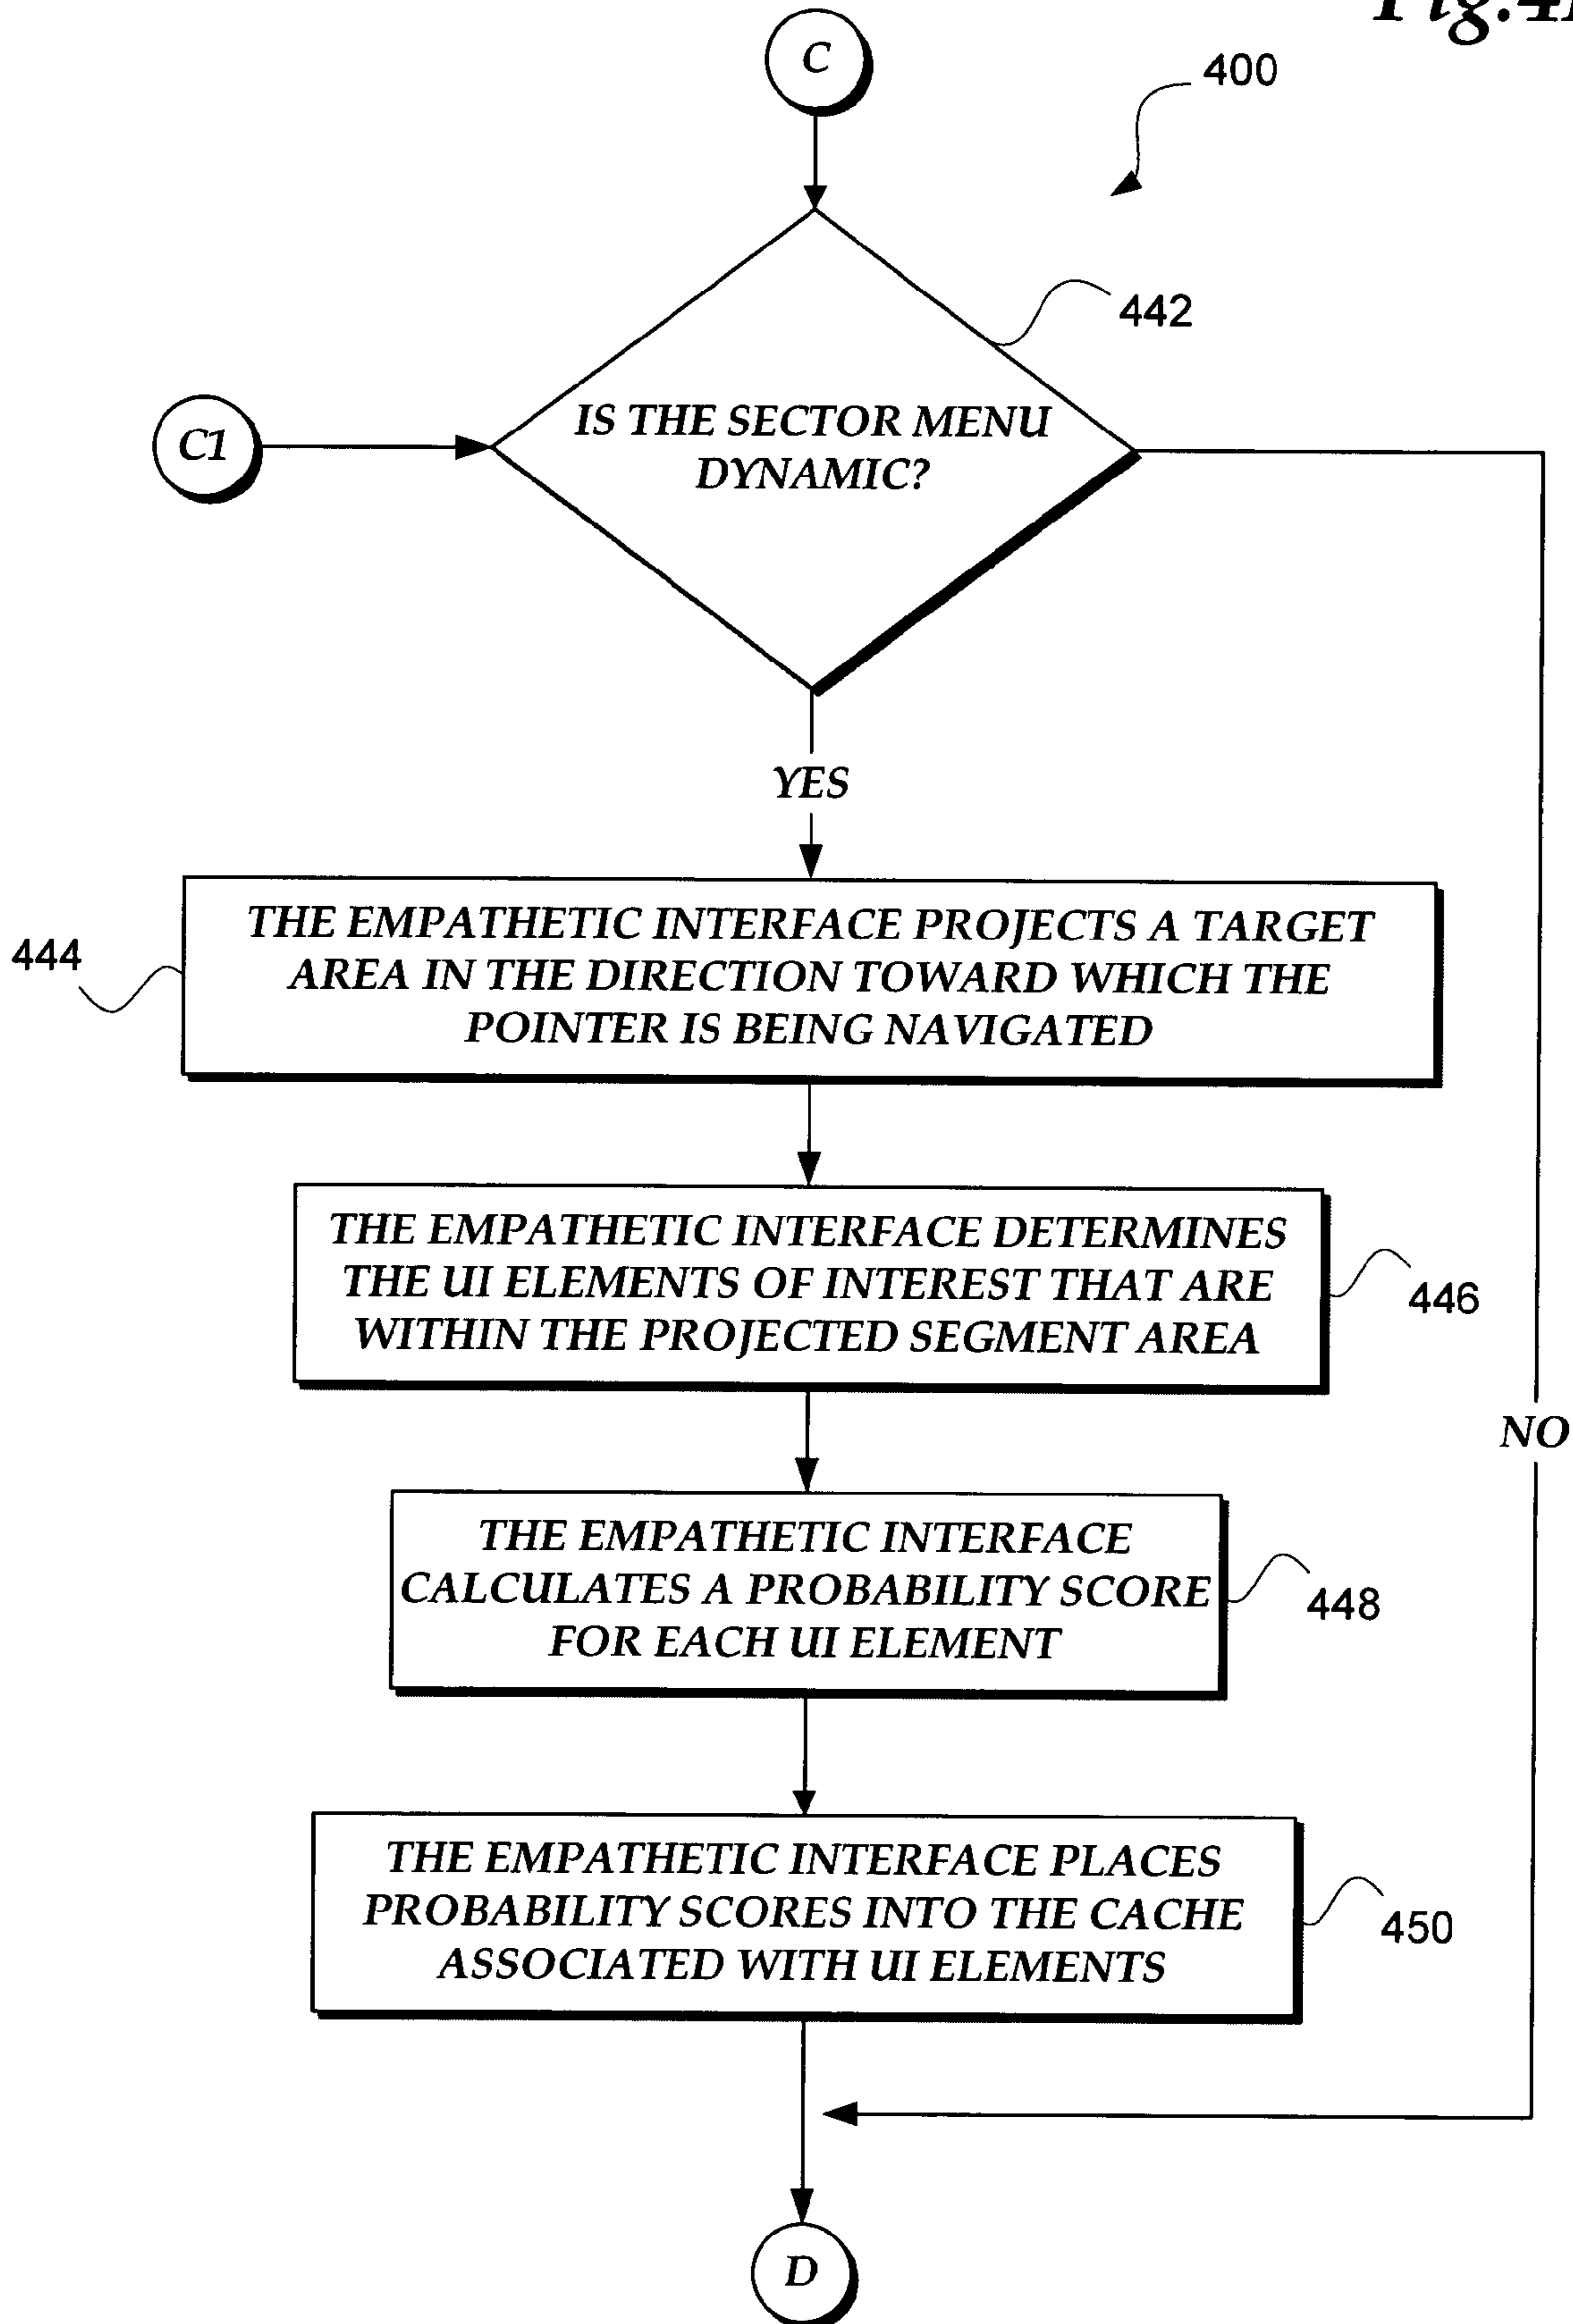 C
400
442
IS THE SECTOR MENU
DYNAMIC?
C1
YES
THE EMPATHETIC INTERFACE PROJECTS A TARGET
AREA IN THE DIRECTION TOWARD WHICH THE
POINTER IS BEING NAVIGATED
444
THE EMPATHETIC INTERFACE DETERMINES
THE UI ELEMENTS OF INTEREST THAT ARE
WITHIN THE PROJECTED SEGMENT AREA
446
NO
THE EMPATHETIC INTERFACE
CALCULATES A PROBABILITY SCORE
FOR EACH UI ELEMENT
448
THE EMPATHETIC INTERFACE PLACES
PROBABILITY SCORES INTO THE CACHE
ASSOCIATED WITH UI ELEMENTS
450
D